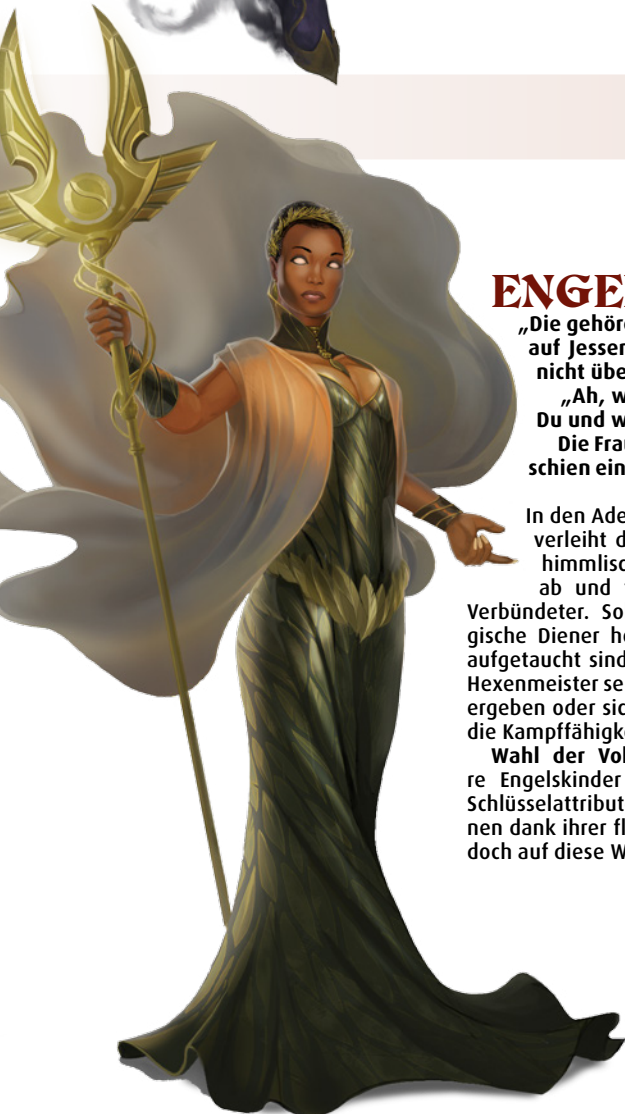 ENGE
„Die gehör
auf Jesser
nicht übe
„Ah, w
Du und w
Die Frau
schien ein
In den Ade
verleiht d
himmlisc
ab und
Verbündeter. So
gische Diener h
aufgetaucht sind
Hexenmeister se
ergeben oder sic
die Kampffähigk
Wahl der Vol
re Engelskinder
Schlüsselattribut
nen dank ihrer fl
doch auf diese W